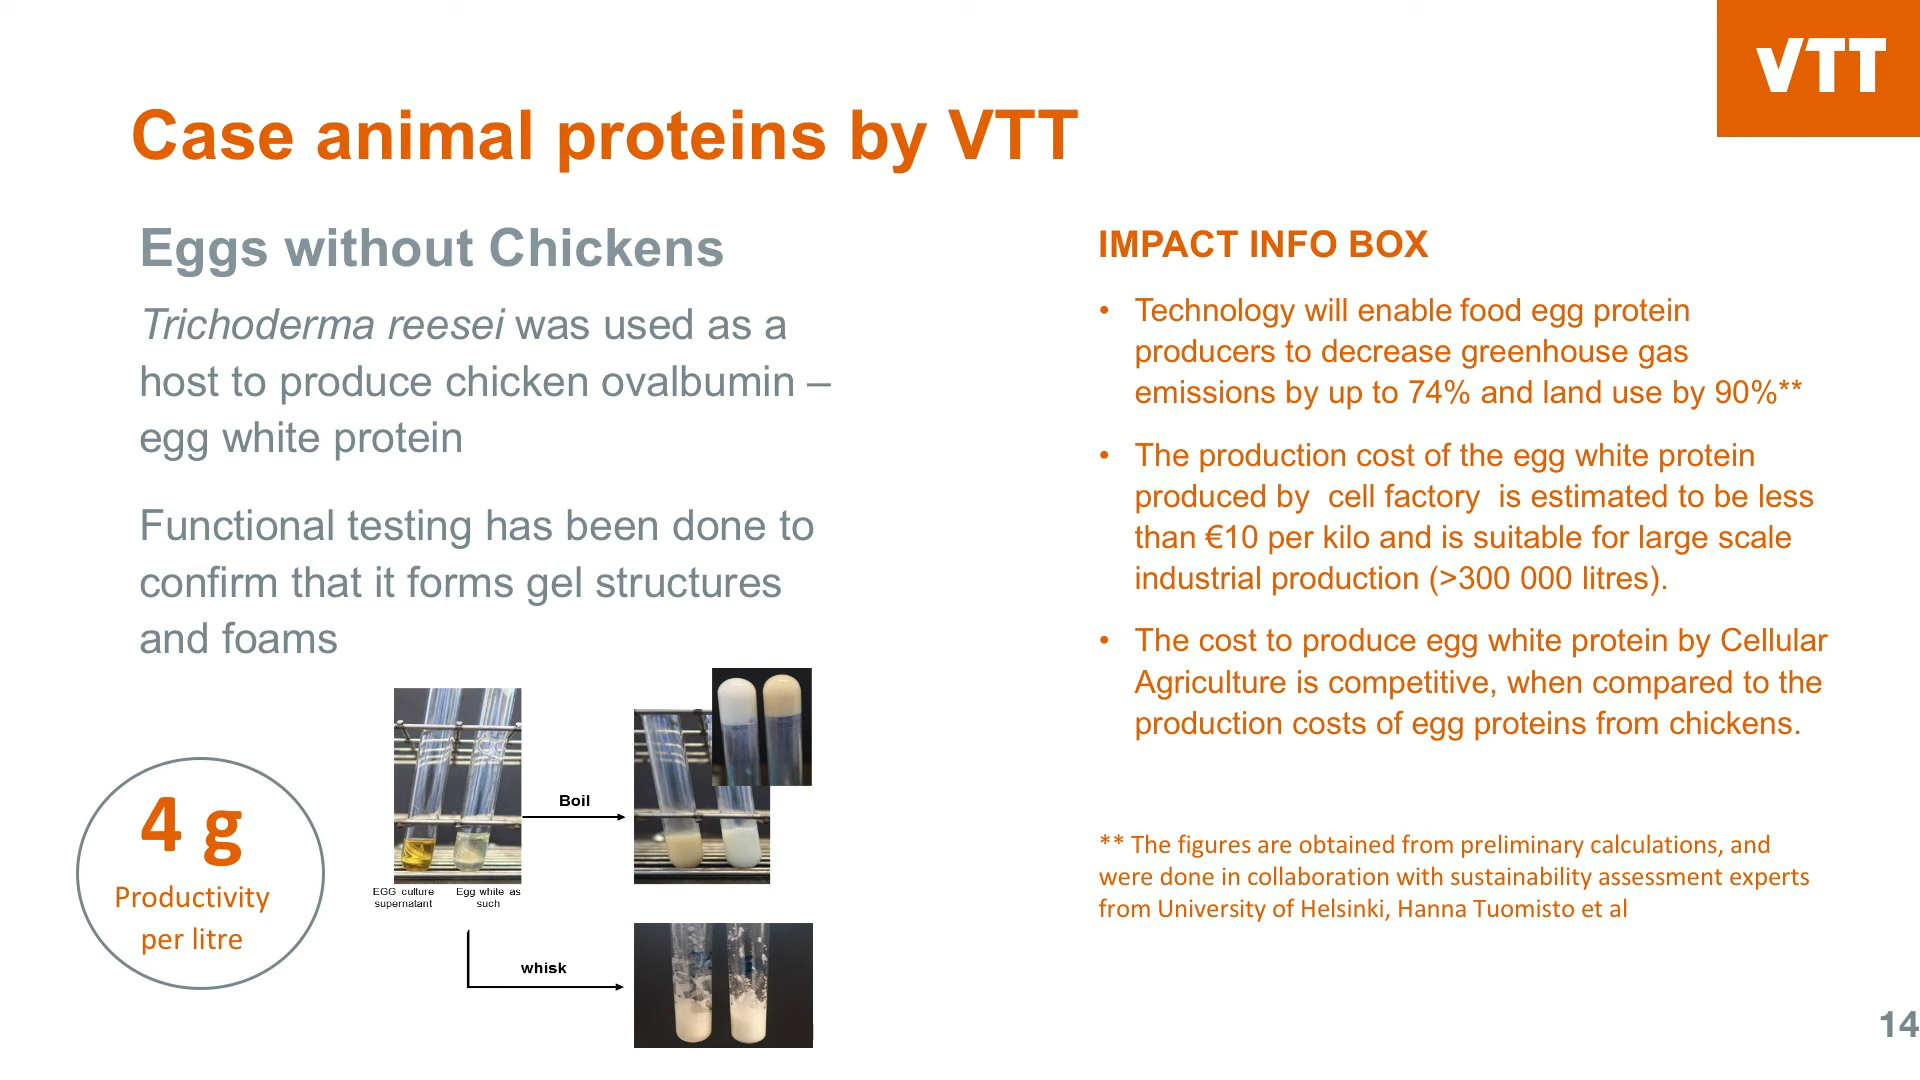 VTT
Case animal proteins by VTT
Eggs without Chickens
Trichoderma reesei was used as a
host to produce chicken ovalbumin –
egg white protein
Functional testing has been done to
confirm that it forms gel structures
and foams
4 g
Productivity
per litre
Boil
EGG culture
supernatant
Egg white as
such
whisk
IMPACT INFO BOX
• Technology will enable food egg protein
producers to decrease greenhouse gas
emissions by up to 74% and land use by 90%**
• The production cost of the egg white protein
produced by  cell factory  is estimated to be less
than €10 per kilo and is suitable for large scale
industrial production (>300 000 litres).
• The cost to produce egg white protein by Cellular
Agriculture is competitive, when compared to the
production costs of egg proteins from chickens.
** The figures are obtained from preliminary calculations, and
were done in collaboration with sustainability assessment experts
from University of Helsinki, Hanna Tuomisto et al
14